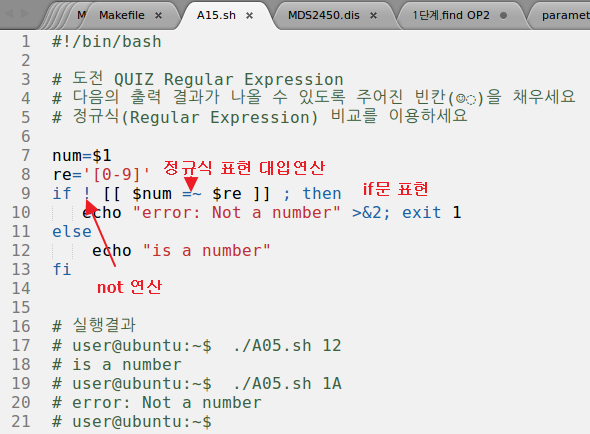 M Makefile × A15.sh × MDS2450.dis × 1단계,find OP2 paramet
1 #!/bin/bash
2
3 # 도전 QUIZ Regular Expression
4 # 다음의 출력 결과가 나올 수 있도록 주어진 빈칸(☺◌)을 채우세요
5 # 정규식(Regular Expression) 비교를 이용하세요
6
7 num=$1
8 re='[0-9]' 정규식 표현 대입연산
9 if ! [[ $num =~ $re ]] ; then if문 표현
10 echo "error: Not a number" >&2; exit 1
11 else
12 echo "is a number"
13 fi
14 not 연산
15
16 # 실행결과
17 # user@ubuntu:~$  ./A05.sh 12
18 # is a number
19 # user@ubuntu:~$  ./A05.sh 1A
20 # error: Not a number
21 # user@ubuntu:~$